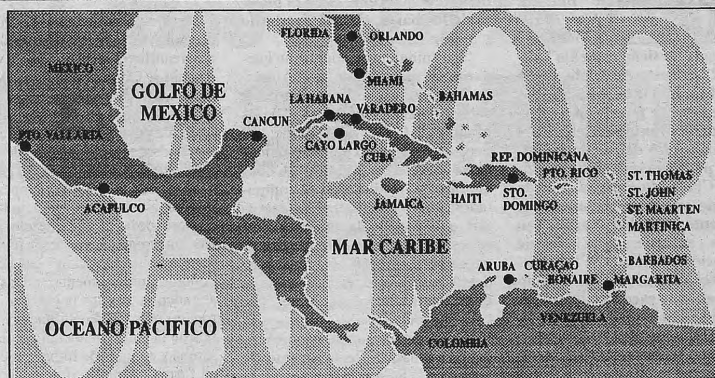 SABOR
FLORIDA
ORLANDO
MEXICO
MIAMI
GOLFO DE
MEXICO
BAHAMAS
LA HABANA
VARADERO
CANCUN
PTO. VALLARTA
CAYO LARGO
CUBA
REP. DOMINICANA
PTO. RICO
ST. THOMAS
ST. JOHN
ST. MAARTEN
MARTINICA
ACAPULCO
JAMAICA
HAITI
STO.
DOMINGO
MAR CARIBE
BARBADOS
ARUBA
CURAÇAO
BONAIRE
MARGARITA
OCEANO PACIFICO
VENEZUELA
COLOMBIA